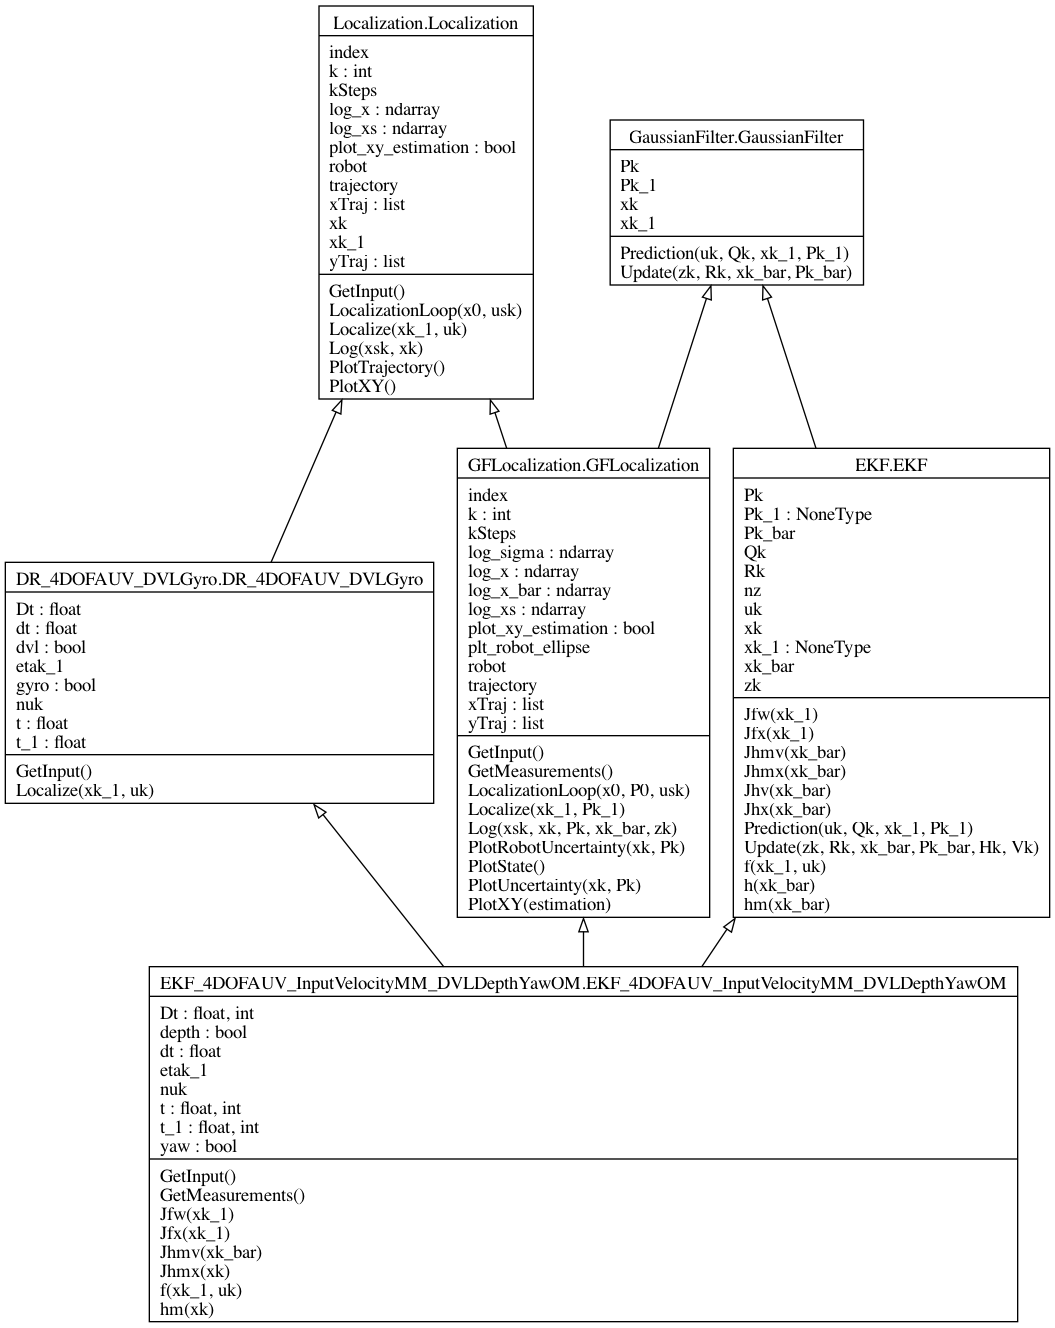 Localization.Localization
index
k : int
kSteps
log_x : ndarray
log_xs : ndarray
plot_xy_estimation : bool
robot
trajectory
xTraj : list
xk
xk_1
yTraj : list
GetInput()
LocalizationLoop(x0, usk)
Localize(xk_1, uk)
Log(xsk, xk)
PlotTrajectory()
PlotXY()
GaussianFilter.GaussianFilter
Pk
Pk_1
xk
xk_1
Prediction(uk, Qk, xk_1, Pk_1)
Update(zk, Rk, xk_bar, Pk_bar)
DR_4DOFAUV_DVLGyro.DR_4DOFAUV_DVLGyro
Dt : float
dt : float
dvl : bool
etak_1
gyro : bool
nuk
t : float
t_1 : float
GetInput()
Localize(xk_1, uk)
GFLocalization.GFLocalization
index
k : int
kSteps
log_sigma : ndarray
log_x : ndarray
log_x_bar : ndarray
log_xs : ndarray
plot_xy_estimation : bool
plt_robot_ellipse
robot
trajectory
xTraj : list
yTraj : list
GetInput()
GetMeasurements()
LocalizationLoop(x0, P0, usk)
Localize(xk_1, Pk_1)
Log(xsk, xk, Pk, xk_bar, zk)
PlotRobotUncertainty(xk, Pk)
PlotState()
PlotUncertainty(xk, Pk)
PlotXY(estimation)
EKF.EKF
Pk
Pk_1 : NoneType
Pk_bar
Qk
Rk
nz
uk
xk
xk_1 : NoneType
xk_bar
zk
Jfw(xk_1)
Jfx(xk_1)
Jhmv(xk_bar)
Jhmx(xk_bar)
Jhv(xk_bar)
Jhx(xk_bar)
Prediction(uk, Qk, xk_1, Pk_1)
Update(zk, Rk, xk_bar, Pk_bar, Hk, Vk)
f(xk_1, uk)
h(xk_bar)
hm(xk_bar)
EKF_4DOFAUV_InputVelocityMM_DVLDepthYawOM.EKF_4DOFAUV_InputVelocityMM_DVLDepthYawOM
Dt : float, int
depth : bool
dt : float
etak_1
nuk
t : float, int
t_1 : float, int
yaw : bool
GetInput()
GetMeasurements()
Jfw(xk_1)
Jfx(xk_1)
Jhmv(xk_bar)
Jhmx(xk)
f(xk_1, uk)
hm(xk)